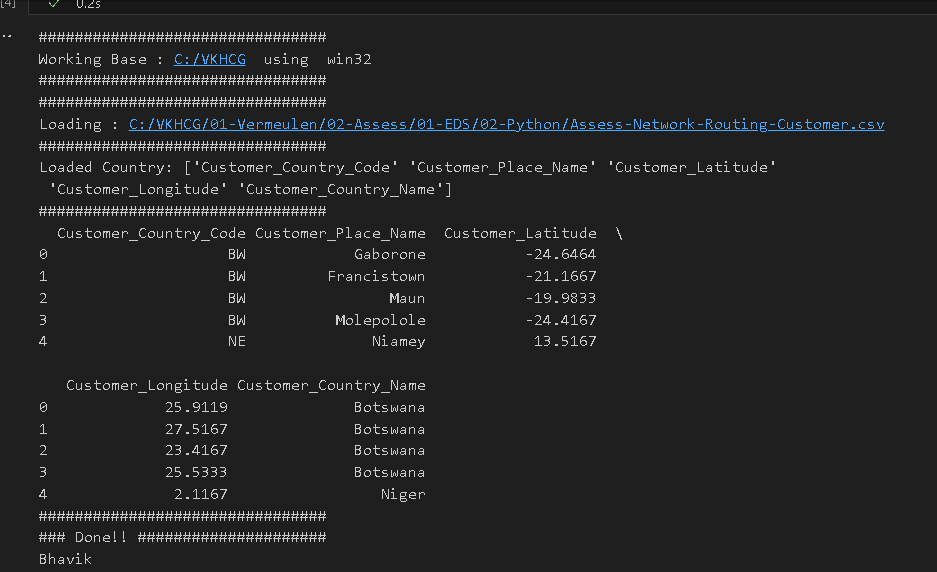 [4] ✓ 0.2s
################################
Working Base : C:/VKHCG using win32
################################
################################
Loading : C:/VKHCG/01-Vermeulen/02-Assess/01-EDS/02-Python/Assess-Network-Routing-Customer.csv
################################
Loaded Country: ['Customer_Country_Code' 'Customer_Place_Name' 'Customer_Latitude'
'Customer_Longitude' 'Customer_Country_Name']
################################
Customer_Country_Code Customer_Place_Name Customer_Latitude \
0 BW Gaborone -24.6464
1 BW Francistown -21.1667
2 BW Maun -19.9833
3 BW Molepolole -24.4167
4 NE Niamey 13.5167
Customer_Longitude Customer_Country_Name
0 25.9119 Botswana
1 27.5167 Botswana
2 23.4167 Botswana
3 25.5333 Botswana
4 2.1167 Niger
################################
### Done!! #####################
Bhavik